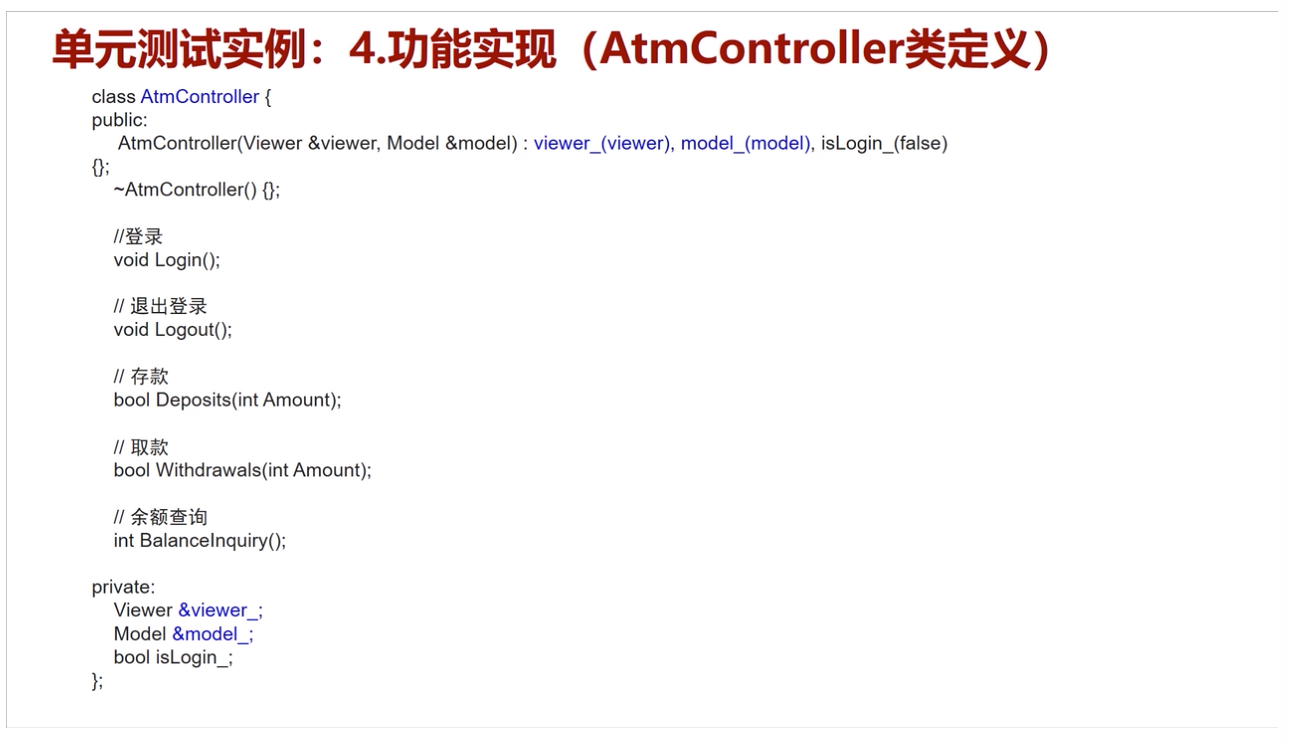 单元测试实例：4.功能实现（AtmController类定义）
class AtmController {
public:
AtmController(Viewer &viewer, Model &model) : viewer_(viewer), model_(model), isLogin_(false)
{};
~AtmController() {};
//登录
void Login();
// 退出登录
void Logout();
// 存款
bool Deposits(int Amount);
// 取款
bool Withdrawals(int Amount);
// 余额查询
int BalanceInquiry();
private:
Viewer &viewer_;
Model &model_;
bool isLogin_;
};